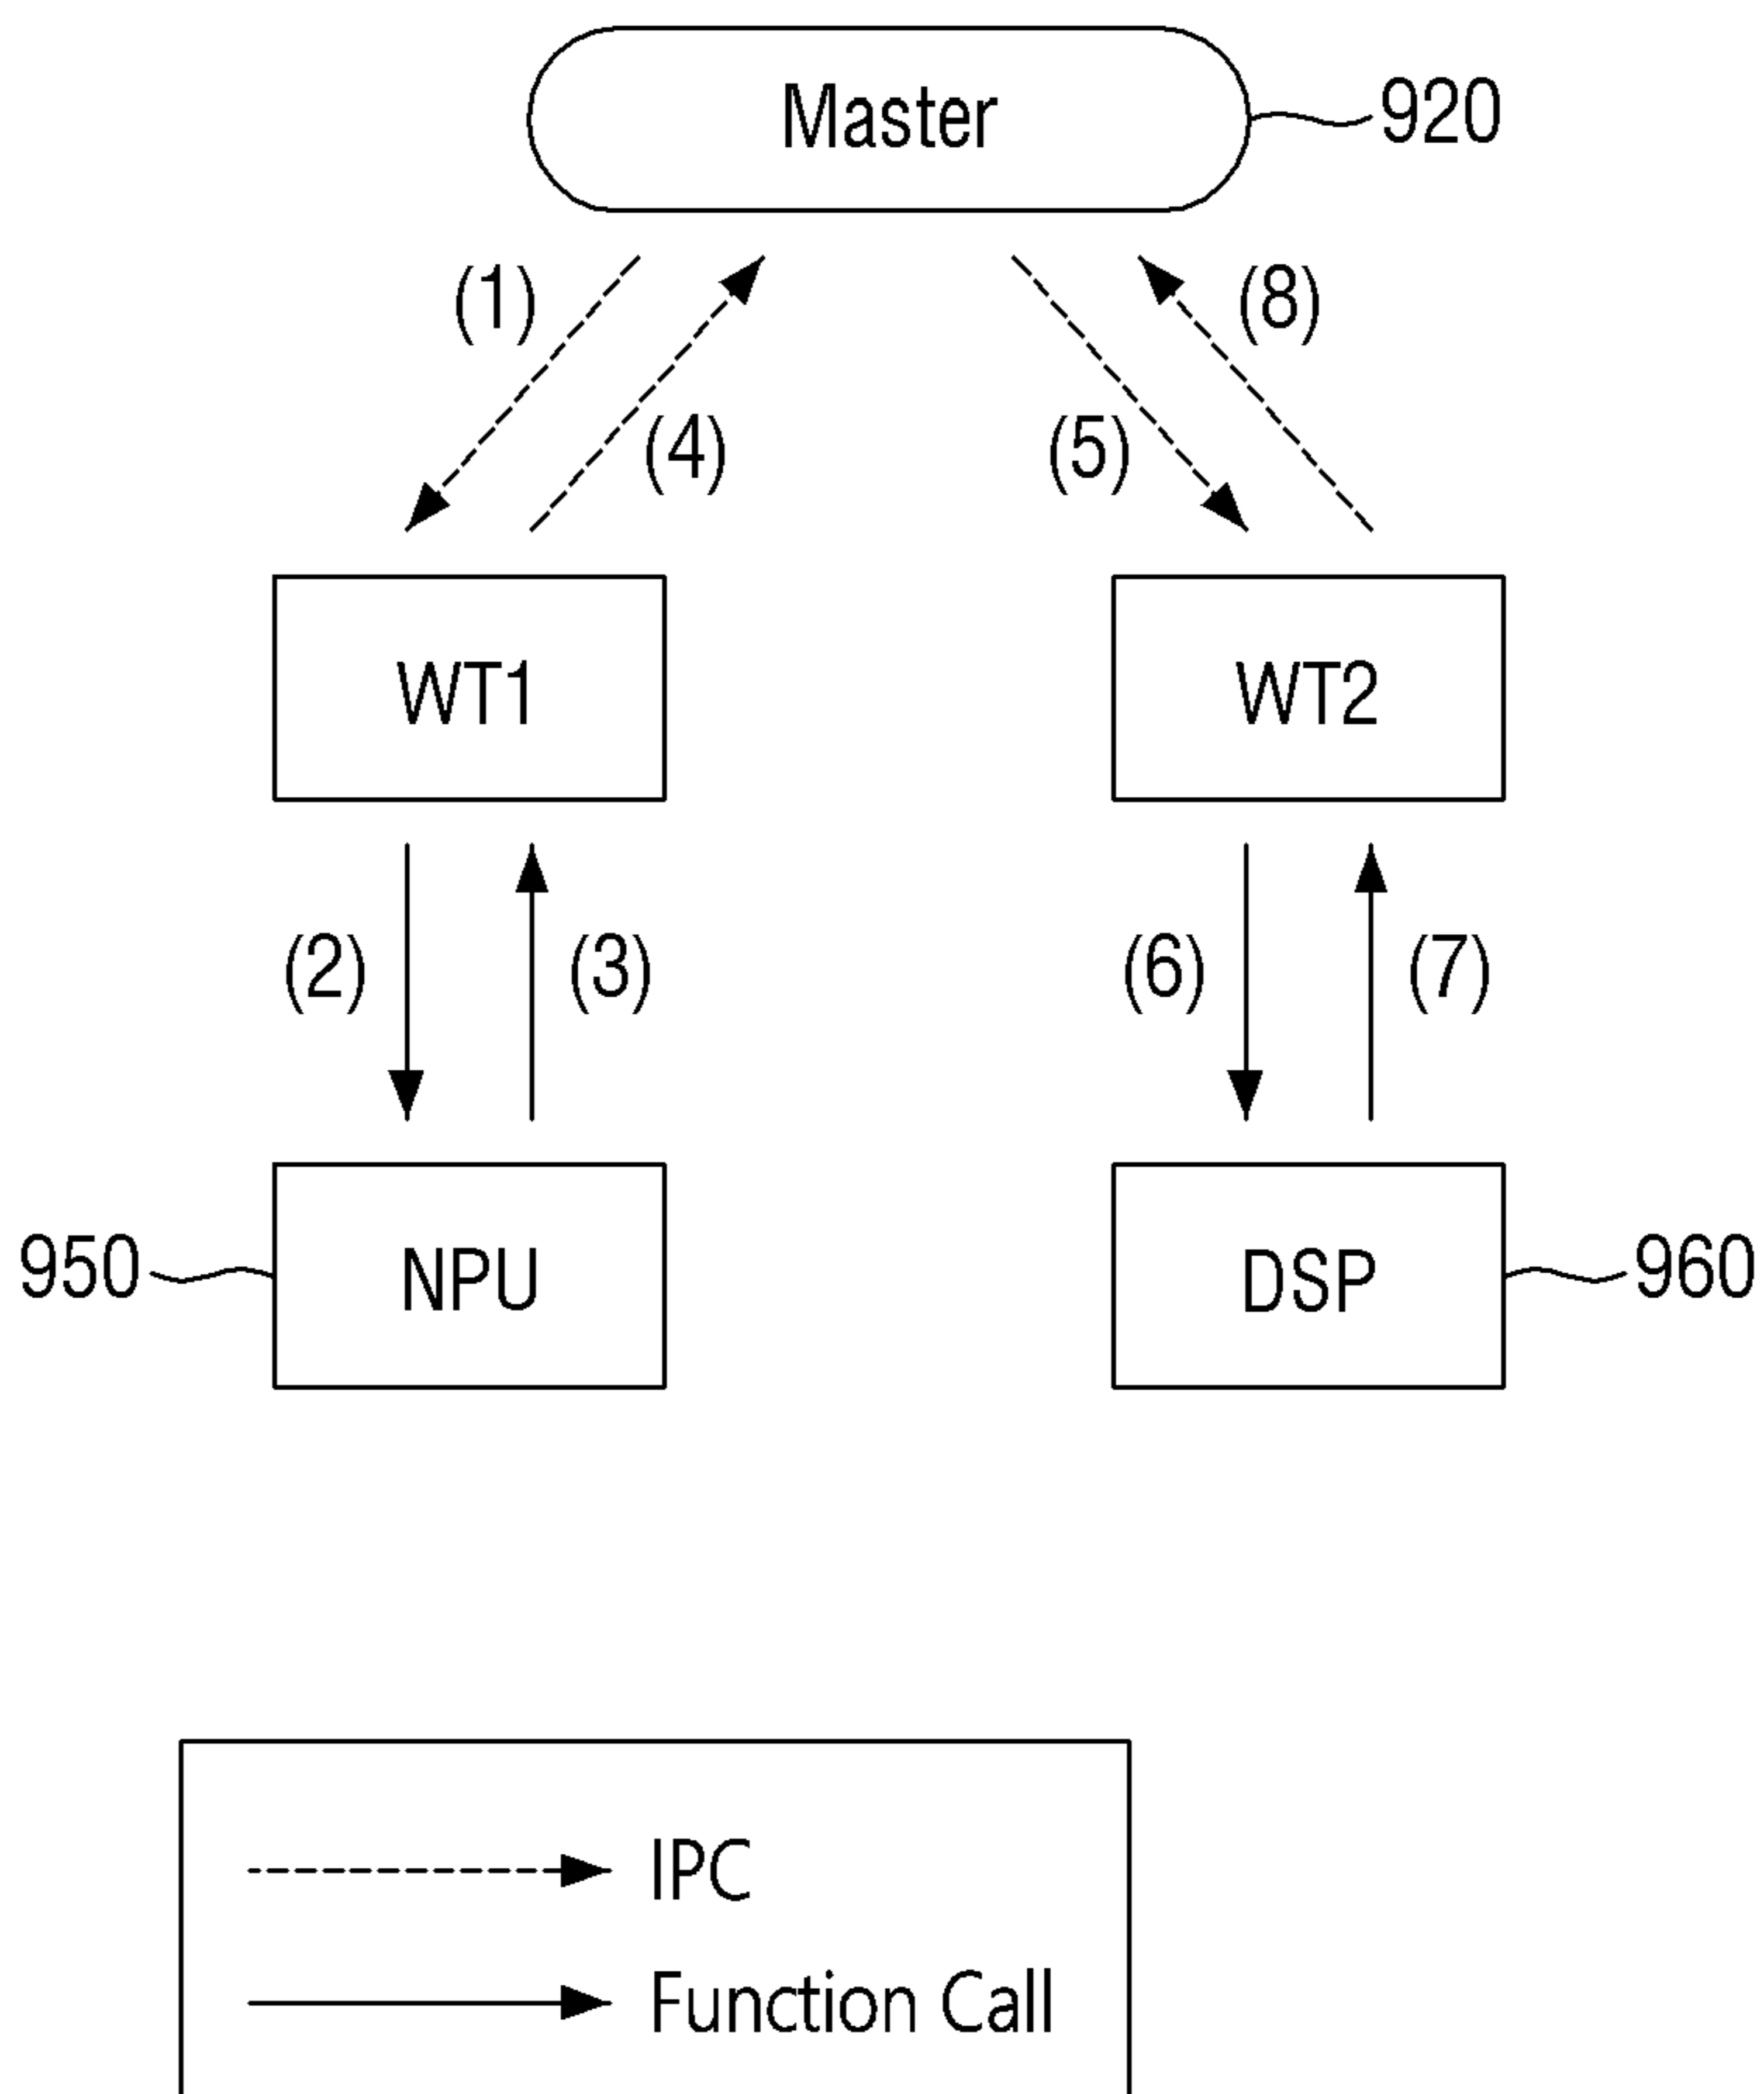 Master
920
(1)
(8)
(4)
(5)
WT1
WT2
(2)
(3)
(6)
(7)
950
NPU
DSP
960
IPC
Function Call